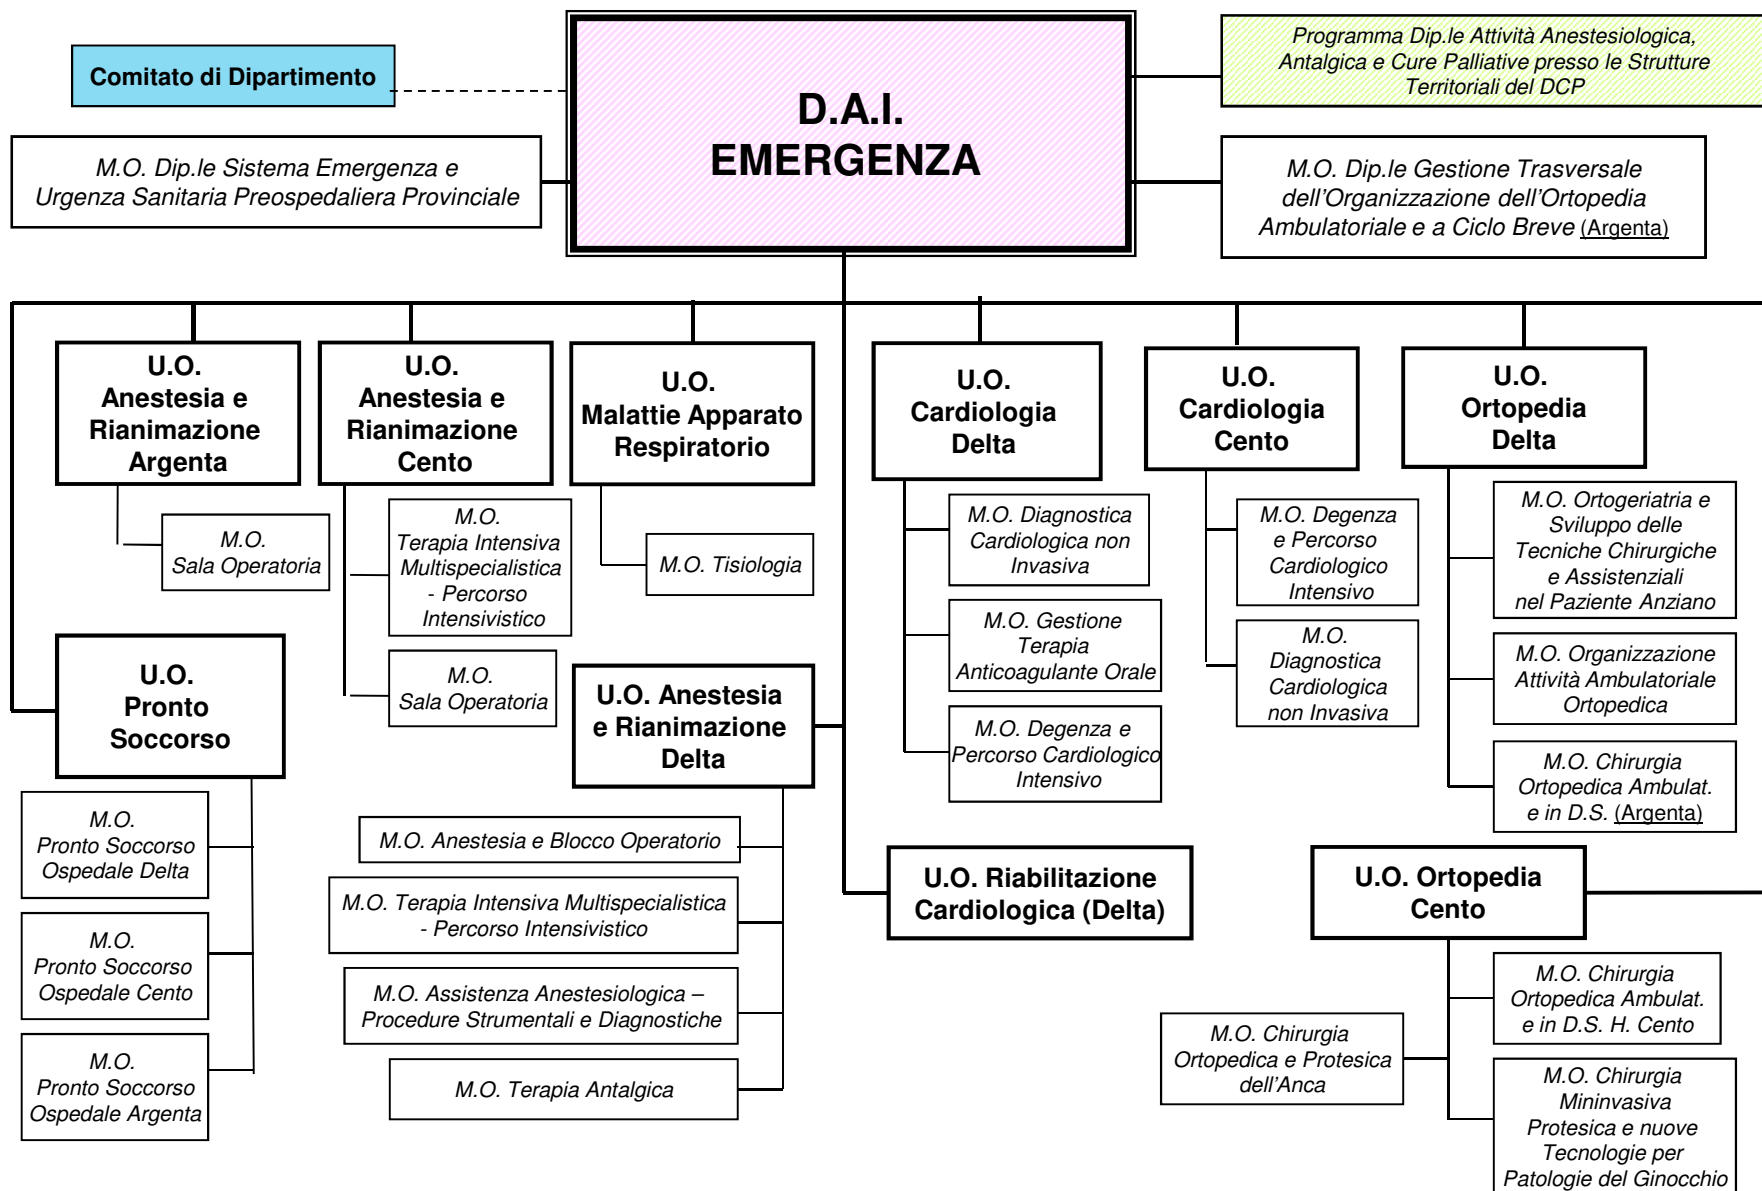 Comitato di Dipartimento
D.A.I.
EMERGENZA
Programma Dip.le Attività Anestesiologica,
Antalgica e Cure Palliative presso le Strutture
Territoriali del DCP
M.O. Dip.le Sistema Emergenza e
Urgenza Sanitaria Preospedaliera Provinciale
M.O. Dip.le Gestione Trasversale
dell'Organizzazione dell'Ortopedia
Ambulatoriale e a Ciclo Breve (Argenta)
U.O.
Anestesia e
Rianimazione
Argenta
U.O.
Anestesia e
Rianimazione
Cento
U.O.
Malattie Apparato
Respiratorio
U.O.
Cardiologia
Delta
U.O.
Cardiologia
Cento
U.O.
Ortopedia
Delta
M.O.
Sala Operatoria
M.O.
Terapia Intensiva
Multispecialistica
- Percorso
Intensivistico
M.O. Tisiologia
M.O. Diagnostica
Cardiologica non
Invasiva
M.O. Degenza
e Percorso
Cardiologico
Intensivo
M.O. Ortogeriatria e
Sviluppo delle
Tecniche Chirurgiche
e Assistenziali
nel Paziente Anziano
M.O. Gestione
Terapia
Anticoagulante Orale
M.O.
Diagnostica
Cardiologica
non Invasiva
M.O. Organizzazione
Attività Ambulatoriale
Ortopedica
U.O.
Pronto
Soccorso
M.O.
Sala Operatoria
U.O. Anestesia
e Rianimazione
Delta
M.O. Degenza e
Percorso Cardiologico
Intensivo
M.O. Chirurgia
Ortopedica Ambulat.
e in D.S. (Argenta)
M.O.
Pronto Soccorso
Ospedale Delta
M.O. Anestesia e Blocco Operatorio
U.O. Riabilitazione
Cardiologica (Delta)
U.O. Ortopedia
Cento
M.O. Terapia Intensiva Multispecialistica
- Percorso Intensivistico
M.O.
Pronto Soccorso
Ospedale Cento
M.O. Assistenza Anestesiologica –
Procedure Strumentali e Diagnostiche
M.O. Chirurgia
Ortopedica Ambulat.
e in D.S. H. Cento
M.O. Chirurgia
Ortopedica e Protesica
dell'Anca
M.O.
Pronto Soccorso
Ospedale Argenta
M.O. Terapia Antalgica
M.O. Chirurgia
Mininvasiva
Protesica e nuove
Tecnologie per
Patologie del Ginocchio